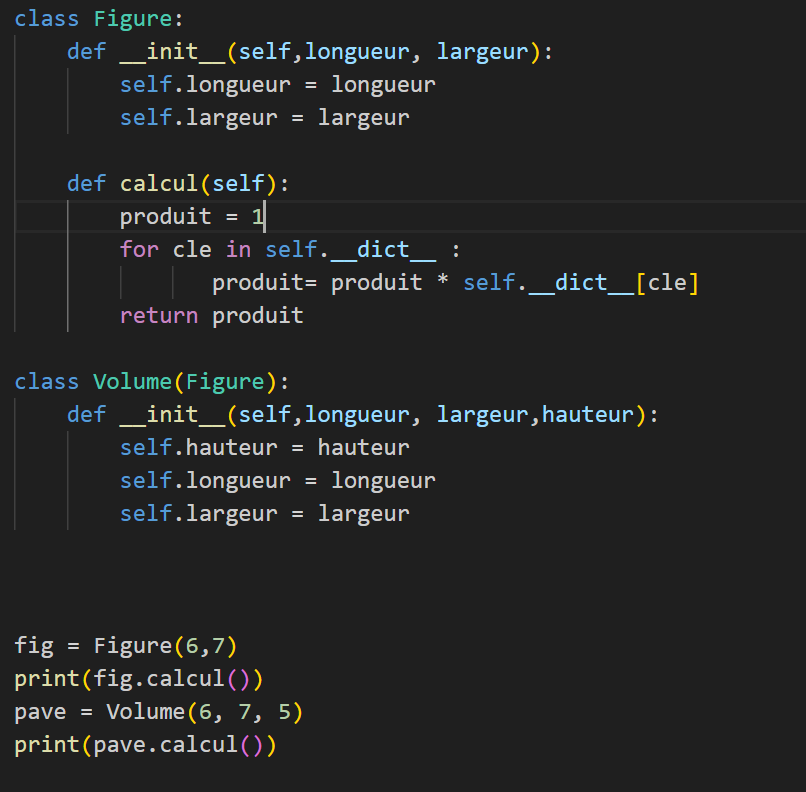 class Figure:
    def __init__(self,longueur, largeur):
        self.longueur = longueur
        self.largeur = largeur
    def calcul(self):
        produit = 1
        for cle in self.__dict__ :
               produit= produit * self.__dict__[cle]
        return produit
class Volume(Figure):
    def __init__(self,longueur, largeur,hauteur):
        self.hauteur = hauteur
        self.longueur = longueur
        self.largeur = largeur
fig = Figure(6,7)
print(fig.calcul())
pave = Volume(6, 7, 5)
print(pave.calcul())